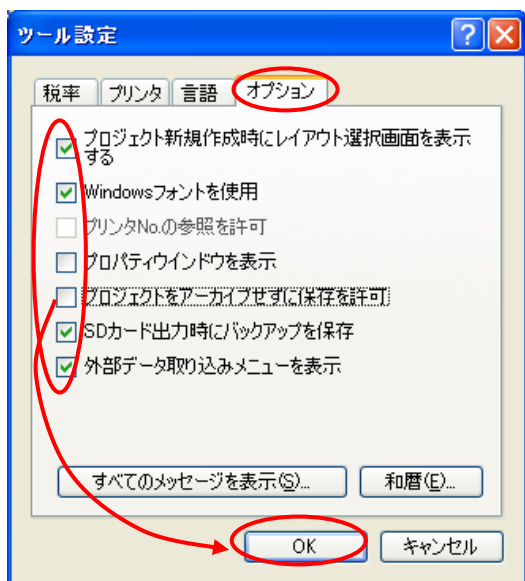 ツール設定
税率 プリンタ 言語 オプション
プロジェクト新規作成時にレイアウト選択画面を表示
する
Windowsフォントを使用
プリンタNo.の参照を許可
プロパティウインドウを表示
プロジェクトをアーカイブせずに保存を許可
SDカード出力時にバックアップを保存
外部データ取り込みメニューを表示
すべてのメッセージを表示(S)... 和暦(E)...
OK キャンセル